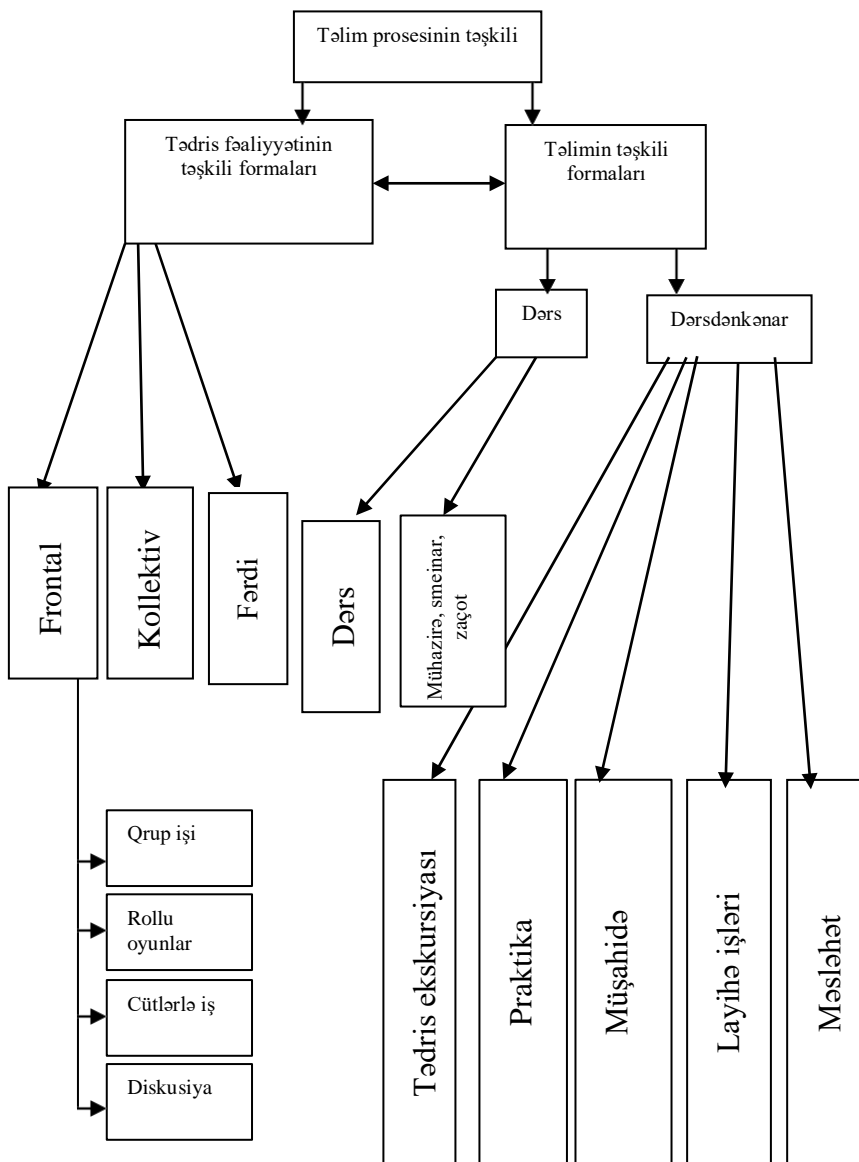 Təlim prosesinin təşkili
Tədris fəaliyyətinin
təşkili formaları
Təlimin təşkili
formaları
Dərs
Dərsdənkənar
Frontal
Kollektiv
Fərdi
Dərs
Mühazirə, smeinar,
zaçot
Qrup işi
Rollu
oyunlar
Cütlərlə iş
Diskusiya
Tədris ekskursiyası
Praktika
Müşahidə
Layihə işləri
Məsləhət